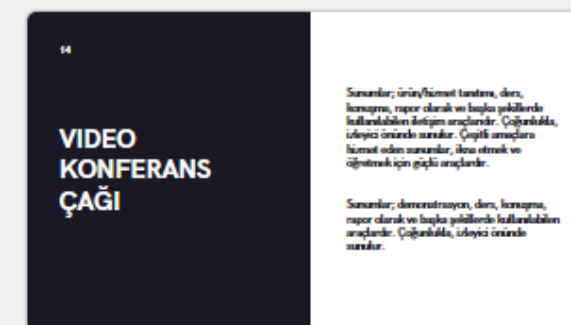 14
VIDEO
KONFERANS
ÇAĞI
Sunumlar; ürün/hizmet tanıtımı, ders,
konuşma, rapor olarak ve başka şekillerde
kullanılabilen iletişim araçlarıdır. Çoğunlukla,
izleyici önünde sunulur. Çeşitli amaçlara
hizmet eden sunumlar, ikna etmek ve
öğretmek için güçlü araçlardır.
Sunumlar; demonstrasyon, ders, konuşma,
rapor olarak ve başka şekillerde kullanılabilen
araçlardır. Çoğunlukla, izleyici önünde
sunulur.